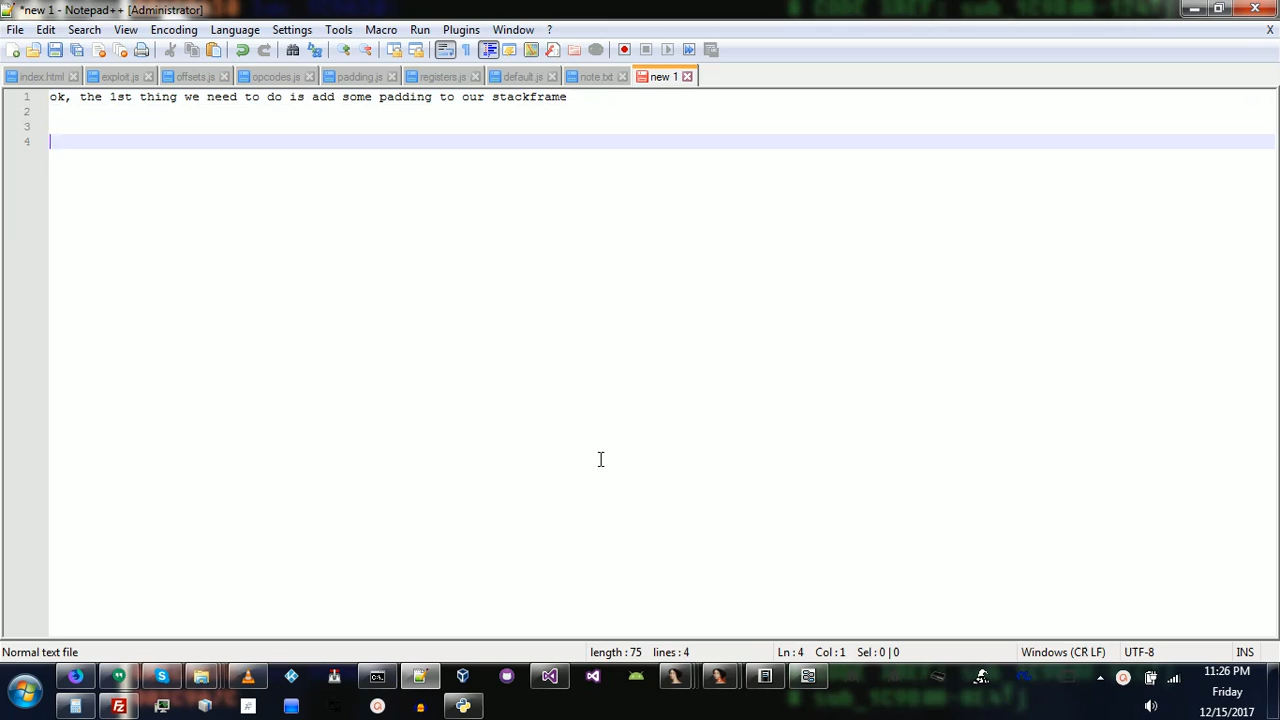 *new 1 - Notepad++ [Administrator]
File Edit Search View Encoding Language Settings Tools Macro Run Plugins Window ? X
index.html exploit.js offsets.js opcodes.js padding.js registers.js default.js note.txt new 1
1 ok, the 1st thing we need to do is add some padding to our stackframe
2
3
4
Normal text file length : 75 lines : 4 Ln : 4 Col : 1 Sel : 0 | 0 Windows (CR LF) UTF-8 INS
11:26 PM
Friday
12/15/2017